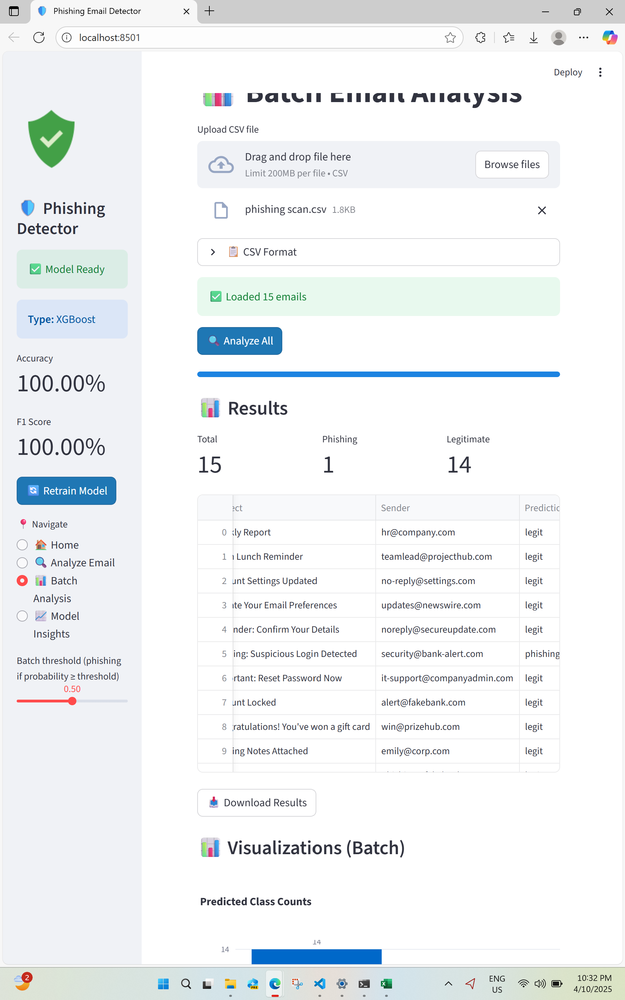 Phishing Email Detector
localhost:8501
Deploy
Batch Email Analysis
Upload CSV file
Drag and drop file here
Limit 200MB per file • CSV
Browse files
phishing scan.csv 1.8KB
CSV Format
Loaded 15 emails
Analyze All
Results
Total
Phishing
Legitimate
15
1
14
ect
Sender
Predictio
0 kly Report hr@company.com legit
1 n Lunch Reminder teamlead@projecthub.com legit
2 unt Settings Updated no-reply@settings.com legit
3 ate Your Email Preferences updates@newswire.com legit
4 nder: Confirm Your Details noreply@secureupdate.com legit
5 ing: Suspicious Login Detected security@bank-alert.com phishing
6 ortant: Reset Password Now it-support@companyadmin.com legit
7 unt Locked alert@fakebank.com legit
8 gratulations! You've won a gift card win@prizehub.com legit
9 ing Notes Attached emily@corp.com legit
Download Results
Visualizations (Batch)
Predicted Class Counts
14
14
Phishing
Detector
Model Ready
Type: XGBoost
Accuracy
100.00%
F1 Score
100.00%
Retrain Model
Navigate
Home
Analyze Email
Batch
Analysis
Model
Insights
Batch threshold (phishing
if probability ≥ threshold)
0.50
2
PRE
ENG
US
10:32 PM
4/10/2025